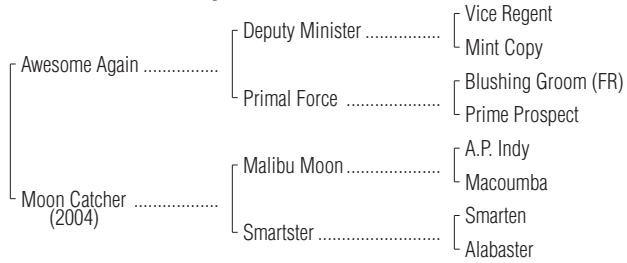 Vice Regent
Deputy Minister ..................
Mint Copy
Awesome Again ................
Blushing Groom (FR)
Primal Force ......................
Prime Prospect
A.P. Indy
Malibu Moon......................
Macoumba
Moon Catcher ..................
(2004)
Smarten
Smartster ..........................
Alabaster